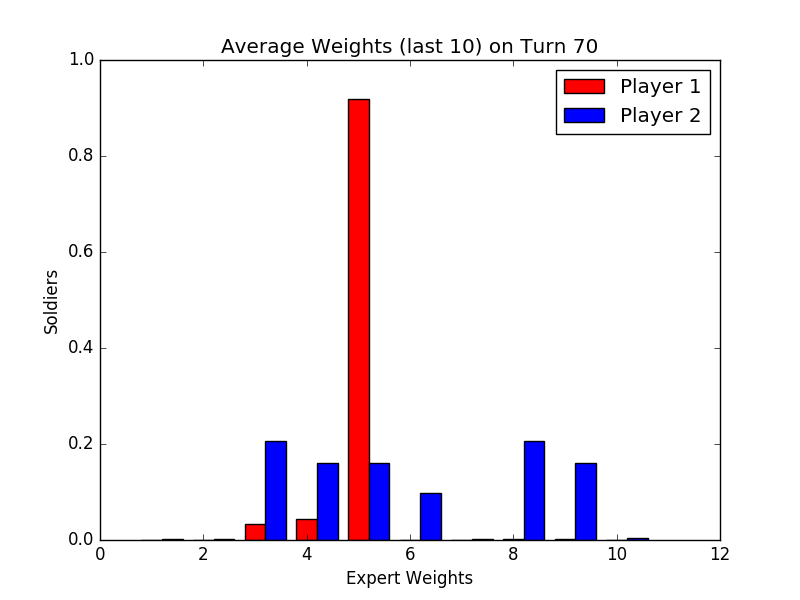 Average Weights (last 10) on Turn 70
1.0
Player 1
Player 2
0.8
0.6
Soldiers
0.4
0.2
0.0
0 2 4 6 8 10 12
Expert Weights